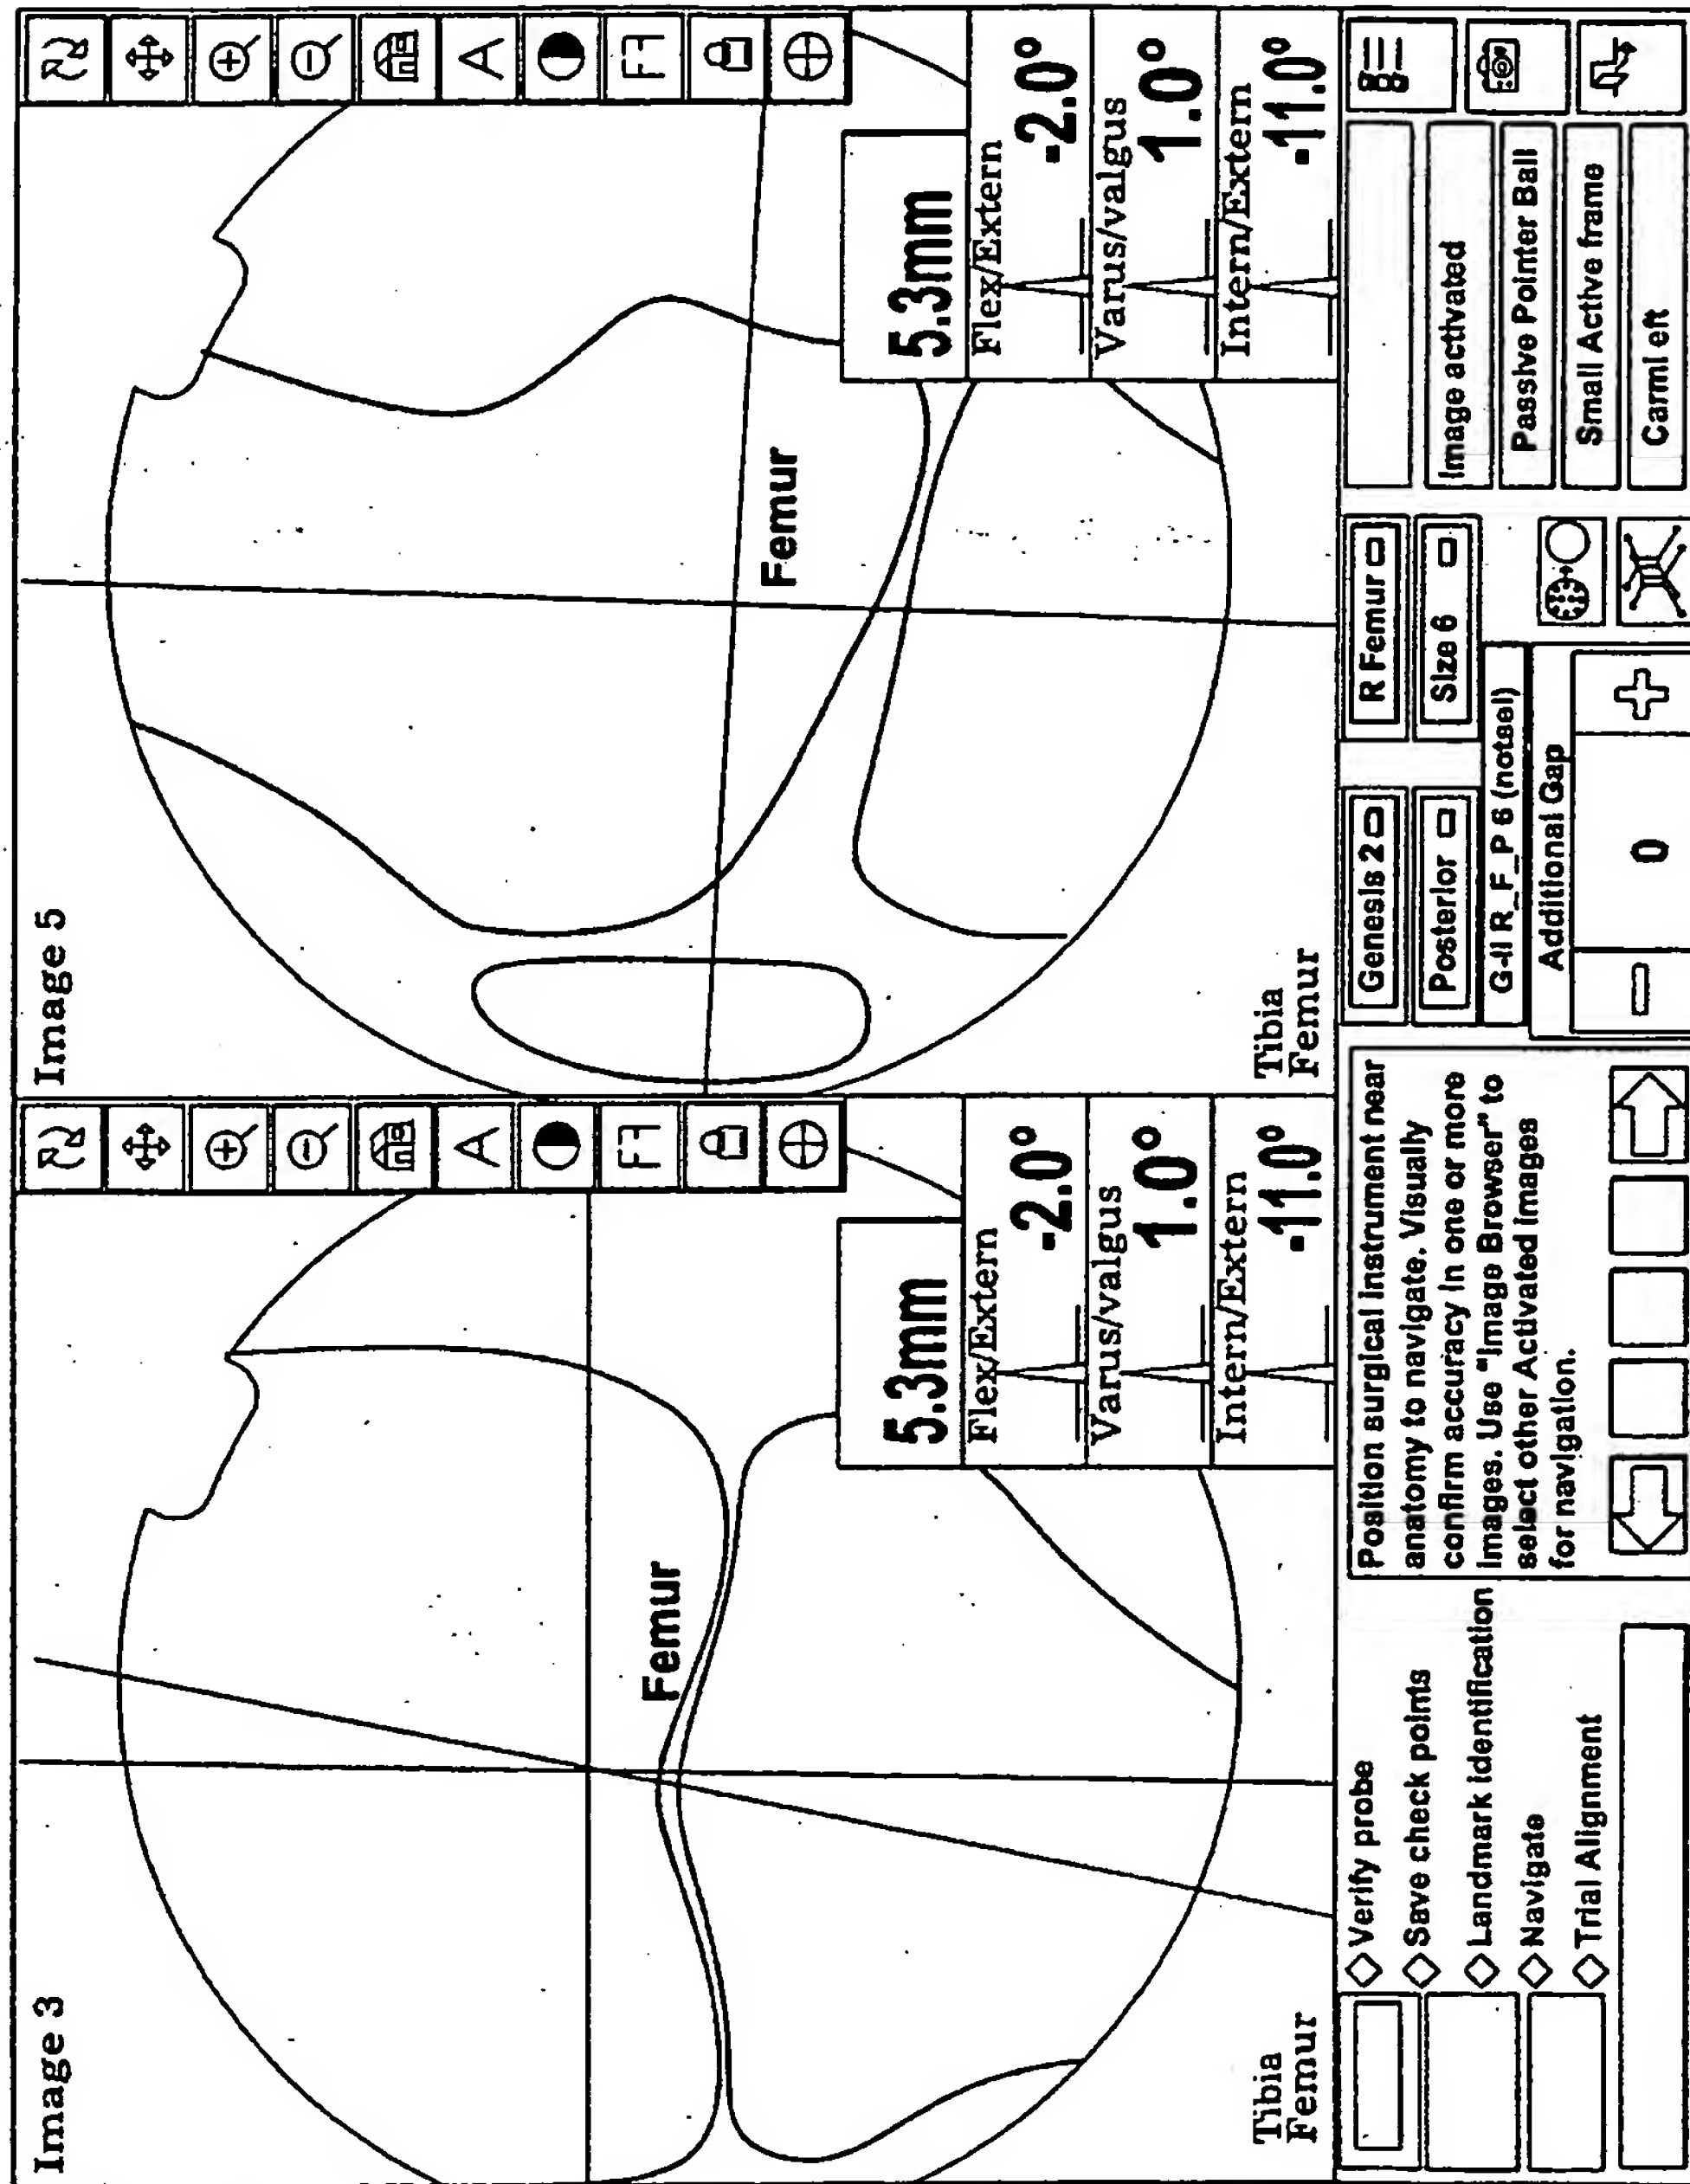 Image 3
A
Femur
5.3mm
Flex/Extern
-2.0°
Varus/valgus
1.0°
Intern/Extern
-11.0°
Tibia
Femur
Image 5
A
Femur
5.3mm
Flex/Extern
-2.0°
Varus/valgus
1.0°
Intern/Extern
-11.0°
Tibia
Femur
Verify probe
Save check points
Landmark identification
Navigate
Trial Alignment
Position surgical instrument near
anatomy to navigate. Visually
confirm accuracy in one or more
images. Use "Image Browser" to
select other Activated images
for navigation.
Genesis 2
R Femur
Posterior
Size 6
G-II R_F_P 6 (notsel)
Additional Gap
0
Image activated
Passive Pointer Ball
Small Active frame
Carml eft